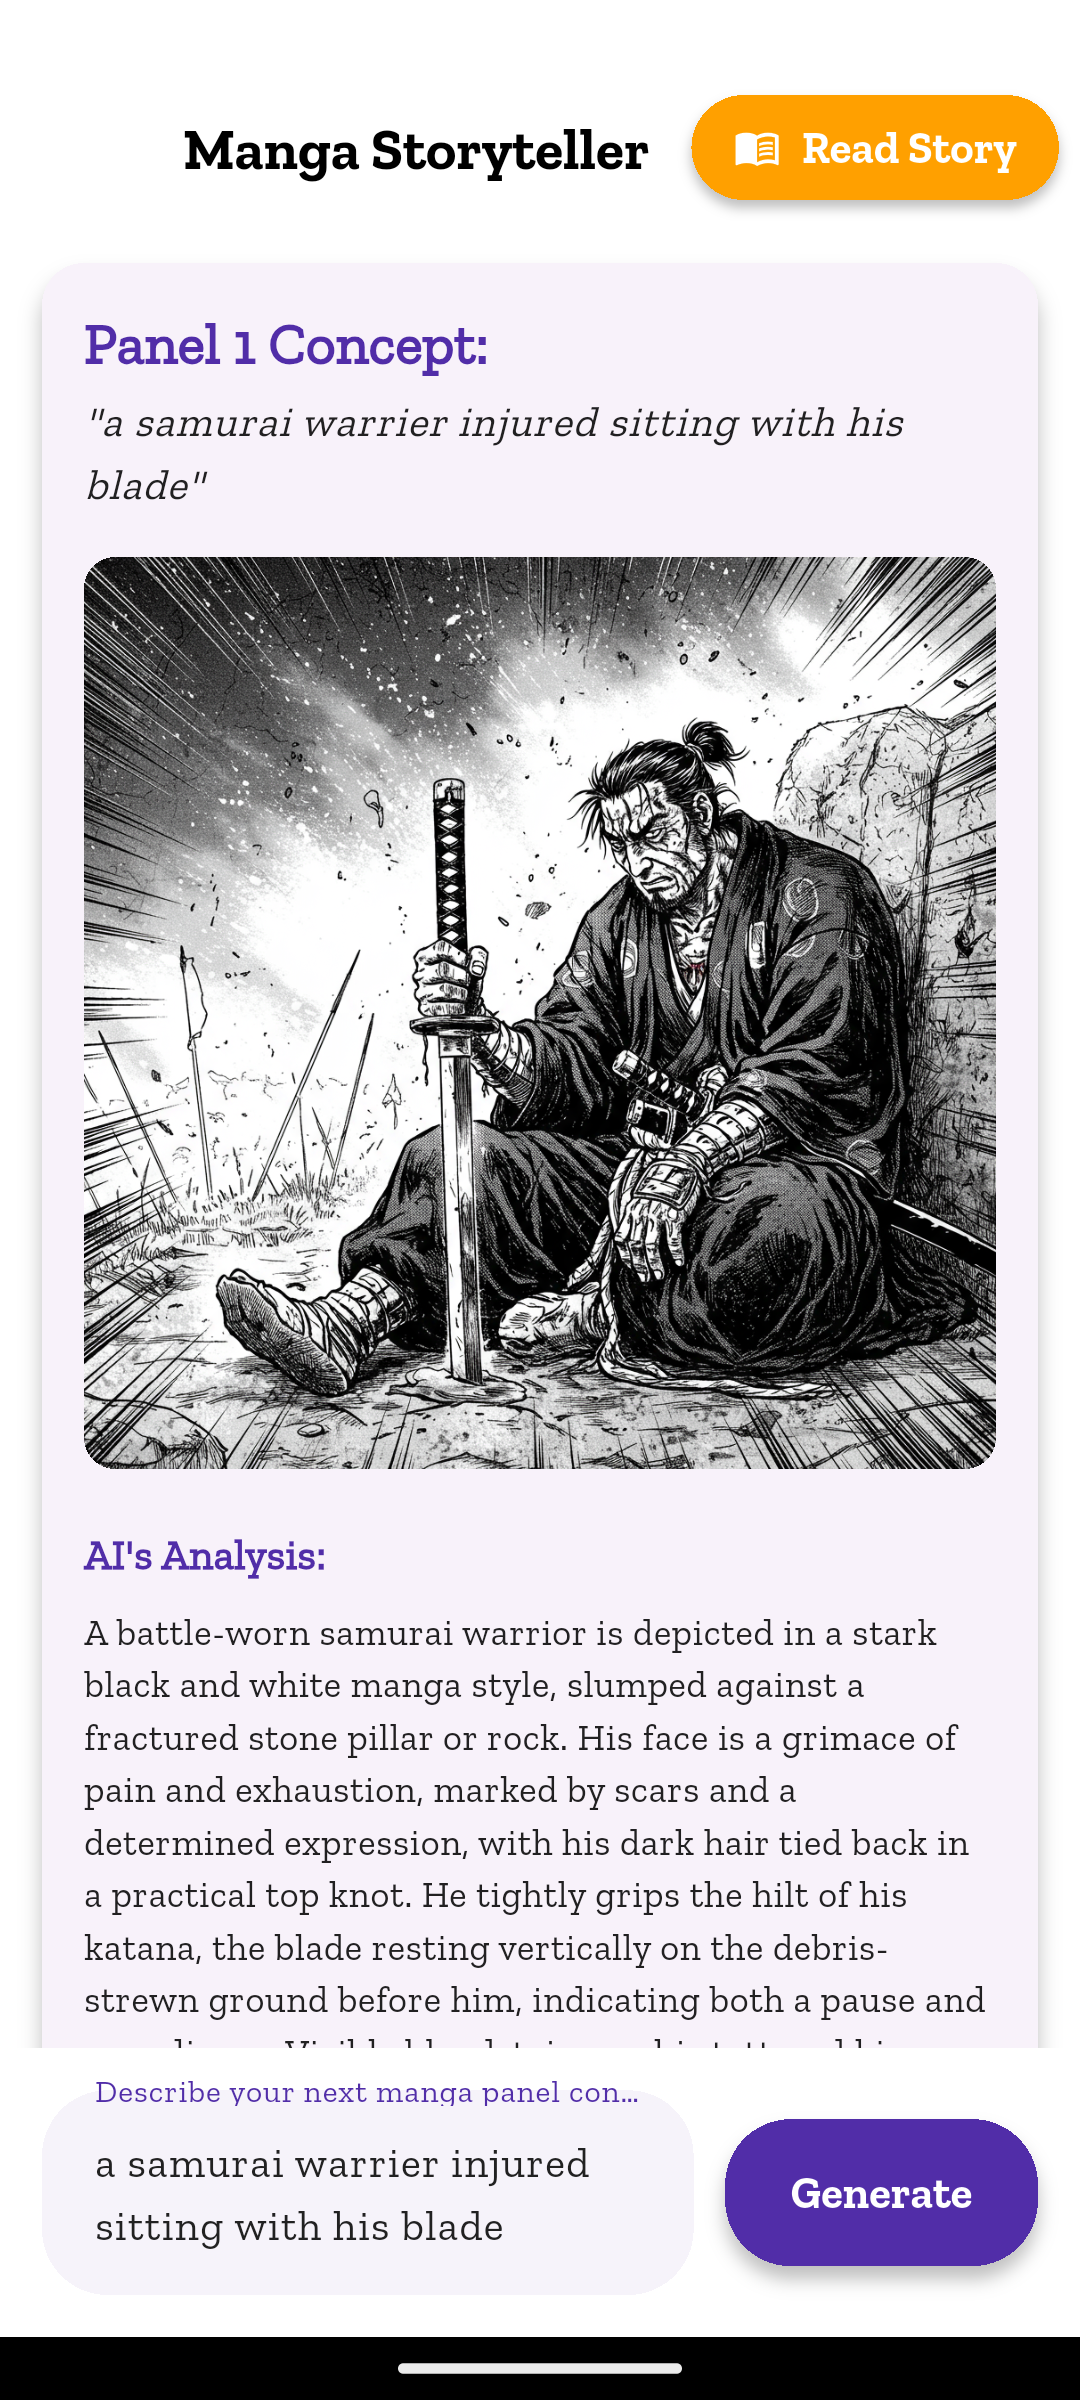 Manga Storyteller
Read Story
Panel 1 Concept:
"a samurai warrier injured sitting with his
blade"
AI's Analysis:
A battle-worn samurai warrior is depicted in a stark
black and white manga style, slumped against a
fractured stone pillar or rock. His face is a grimace of
pain and exhaustion, marked by scars and a
determined expression, with his dark hair tied back in
a practical top knot. He tightly grips the hilt of his
katana, the blade resting vertically on the debris-
strewn ground before him, indicating both a pause and
Describe your next manga panel con...
a samurai warrier injured
sitting with his blade
Generate